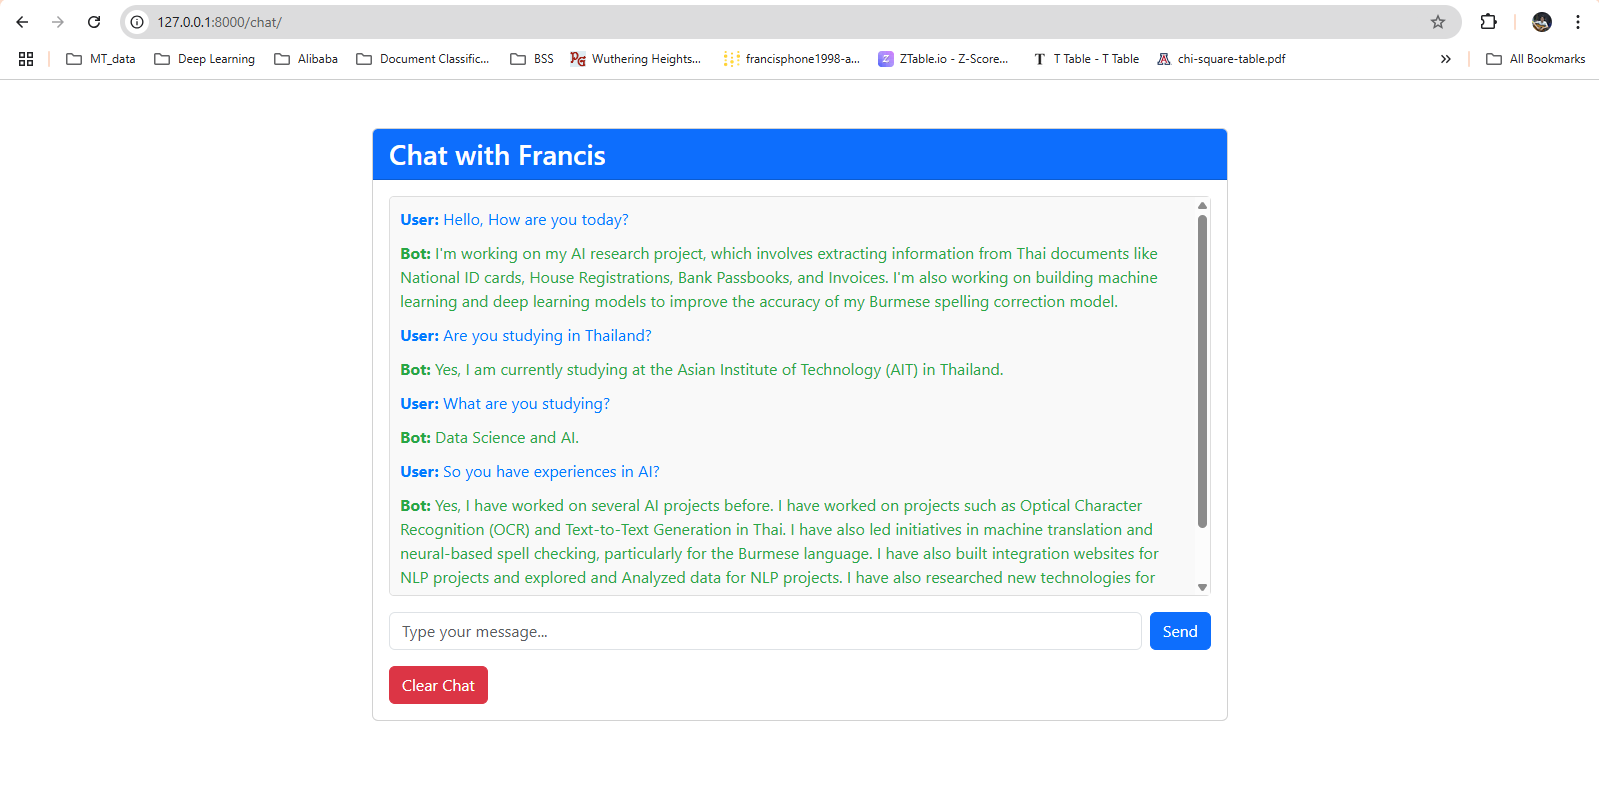 127.0.0.1:8000/chat/
MT_data Deep Learning Alibaba Document Classific... BSS Wuthering Heights... francisphone1998-a... ZTable.io - Z-Score... T Table - T Table chi-square-table.pdf » All Bookmarks
Chat with Francis
User: Hello, How are you today?
Bot: I'm working on my AI research project, which involves extracting information from Thai documents like
National ID cards, House Registrations, Bank Passbooks, and Invoices. I'm also working on building machine
learning and deep learning models to improve the accuracy of my Burmese spelling correction model.
User: Are you studying in Thailand?
Bot: Yes, I am currently studying at the Asian Institute of Technology (AIT) in Thailand.
User: What are you studying?
Bot: Data Science and AI.
User: So you have experiences in AI?
Bot: Yes, I have worked on several AI projects before. I have worked on projects such as Optical Character
Recognition (OCR) and Text-to-Text Generation in Thai. I have also led initiatives in machine translation and
neural-based spell checking, particularly for the Burmese language. I have also built integration websites for
NLP projects and explored and Analyzed data for NLP projects. I have also researched new technologies for
Type your message...
Send
Clear Chat